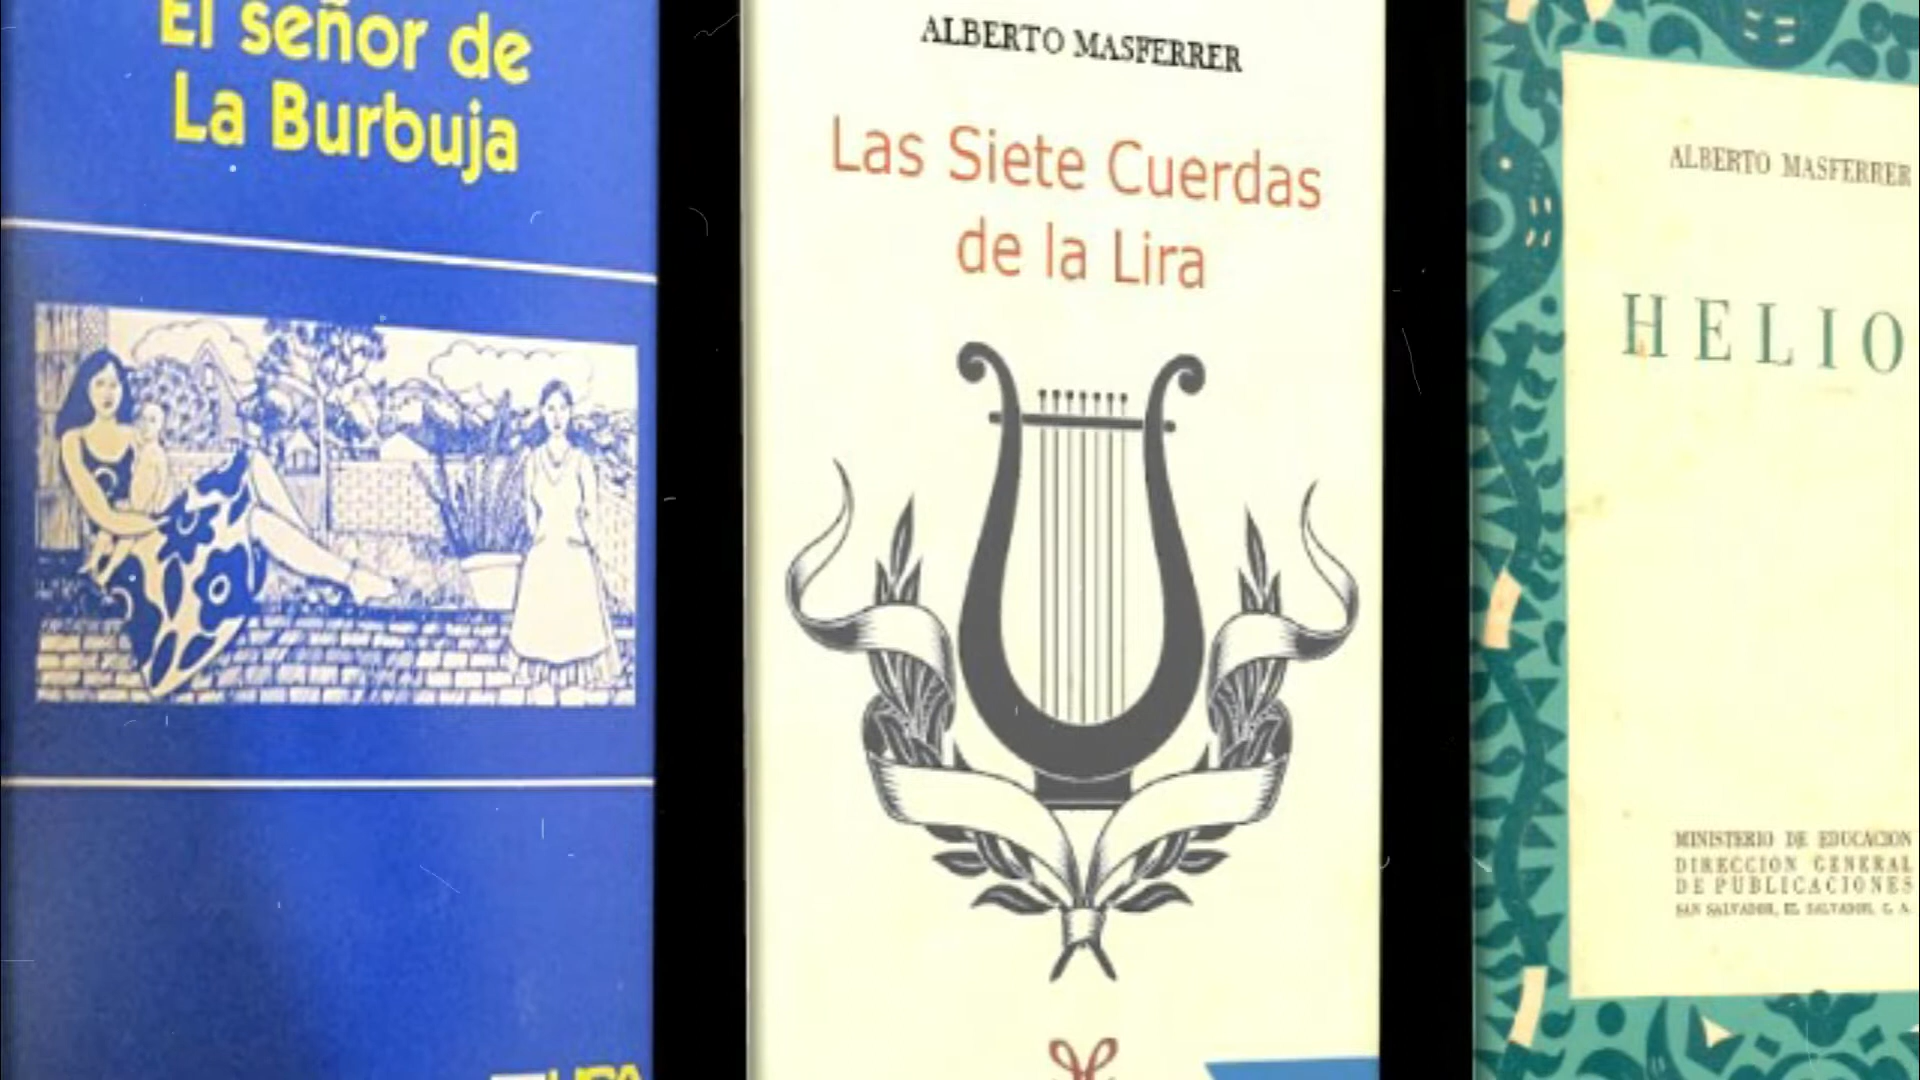 El señor de
La Burbuja
ALBERTO MASFERRER
Las Siete Cuerdas
de la Lira
ALBERTO MASFERRER
HELIO
MINISTERIO DE EDUCACION
DIRECCION GENERAL
DE PUBLICACIONES
SAN SALVADOR, EL SALVADOR, C. A.